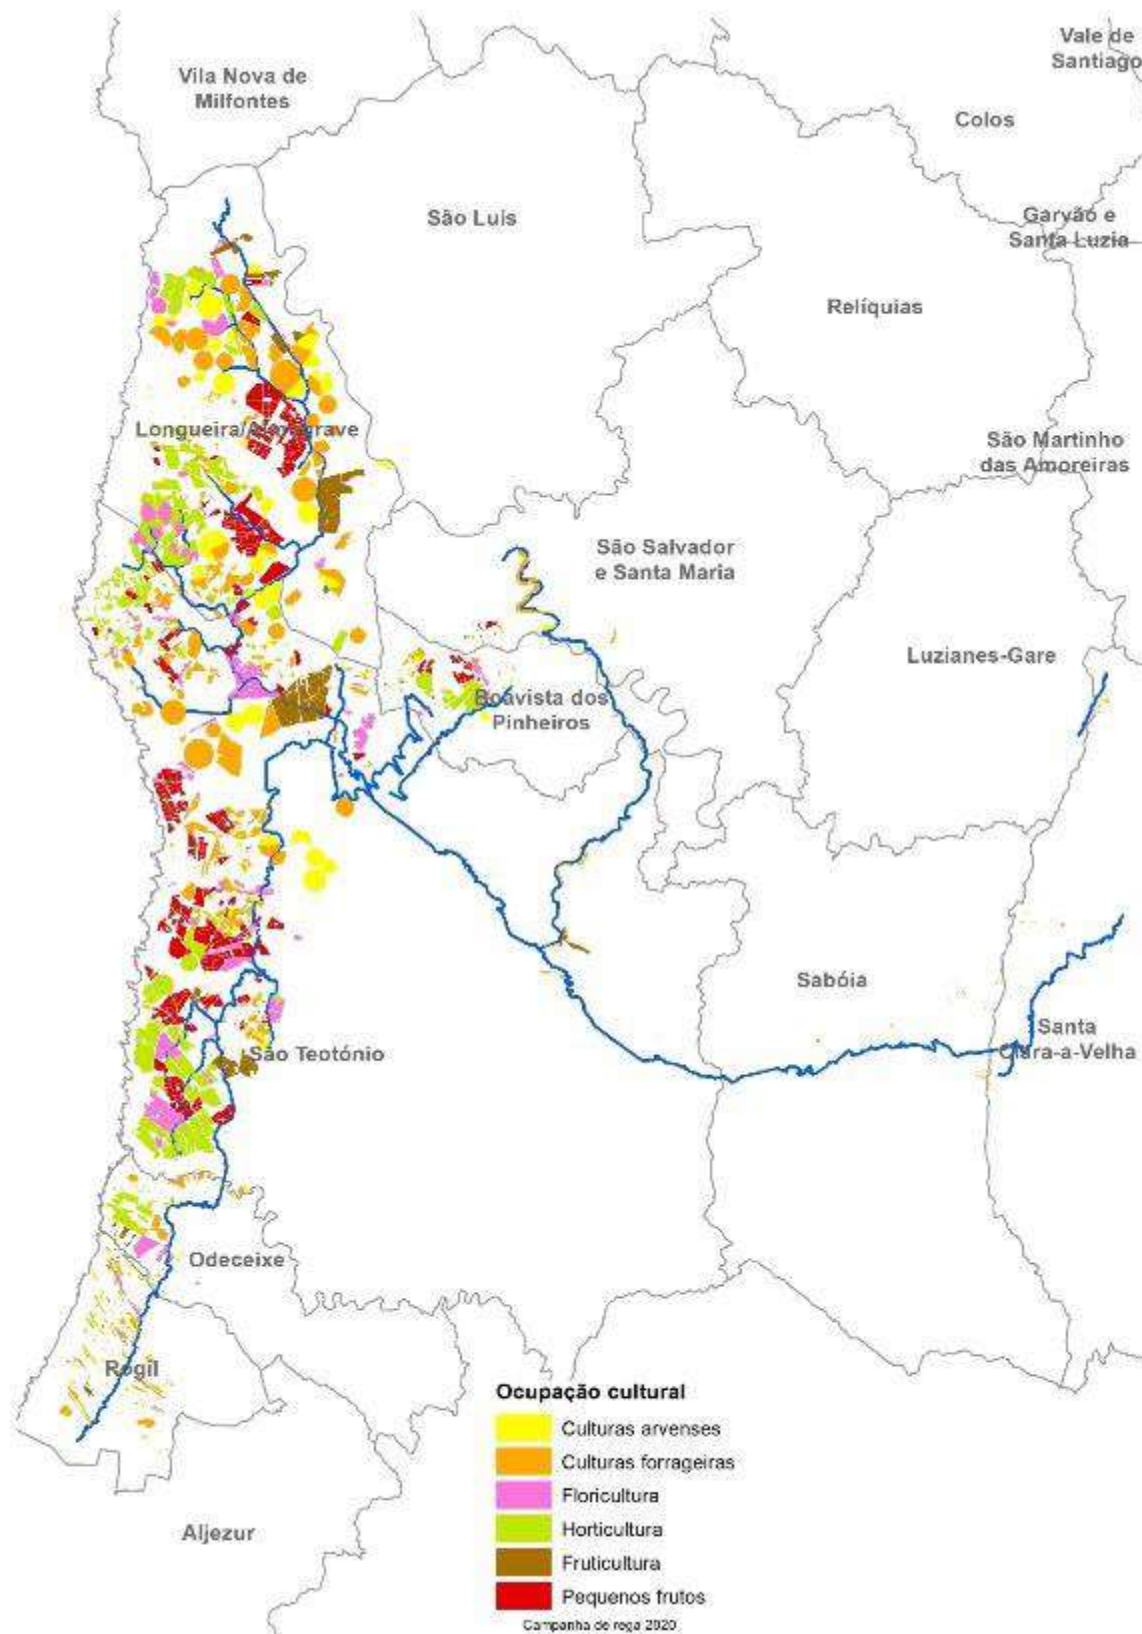 Vale de
Santiago
Vila Nova de
Milfontes
Colos
São Luís
Garvão e
Santa Luzia
Relíquias
Longueira/Almograve
São Martinho
das Amoreiras
São Salvador
e Santa Maria
Luzianes-Gare
Boavista dos
Pinheiros
Sabóia
Santa
Clara-a-Velha
São Teotónio
Odeceixe
Rogil
Aljezur
Ocupação cultural
Culturas arvenses
Culturas forrageiras
Floricultura
Horticultura
Fruticultura
Pequenos frutos
Campanha de rega 2020